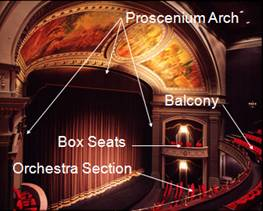 Proscenium Arch
Balcony
Box Seats
Orchestra Section